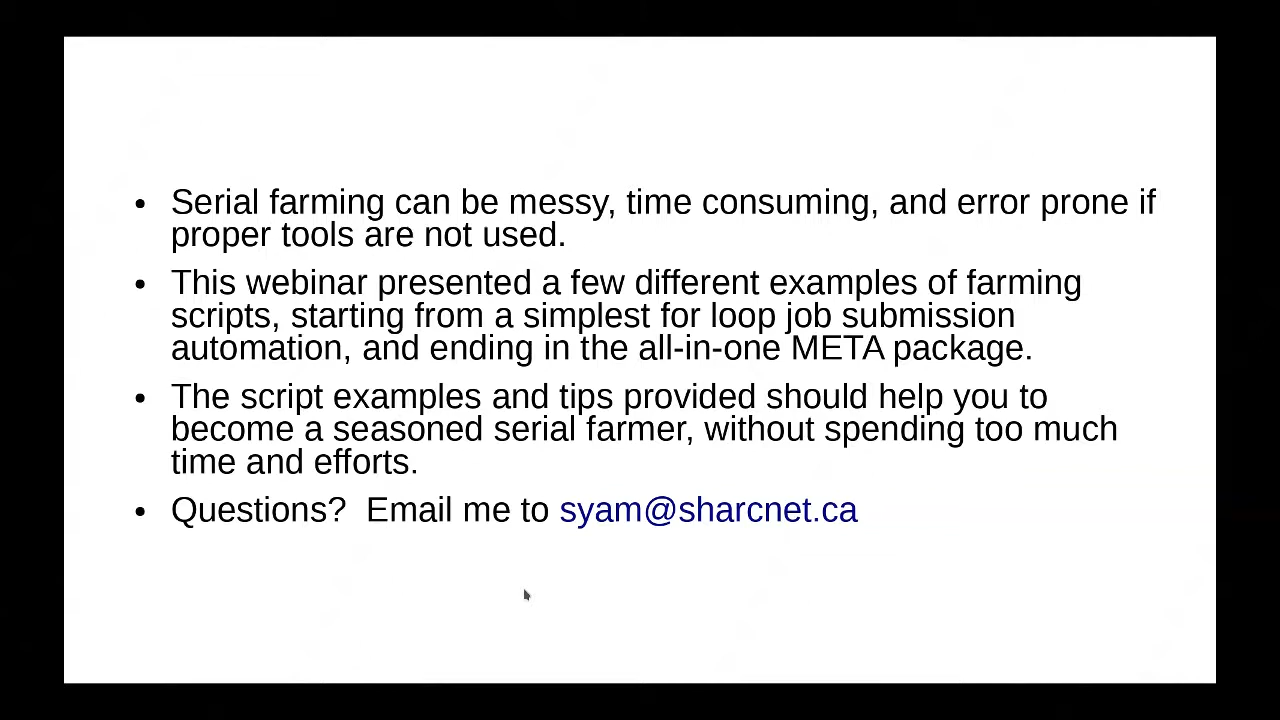 • Serial farming can be messy, time consuming, and error prone if
proper tools are not used.
• This webinar presented a few different examples of farming
scripts, starting from a simplest for loop job submission
automation, and ending in the all-in-one META package.
• The script examples and tips provided should help you to
become a seasoned serial farmer, without spending too much
time and efforts.
• Questions?  Email me to syam@sharcnet.ca